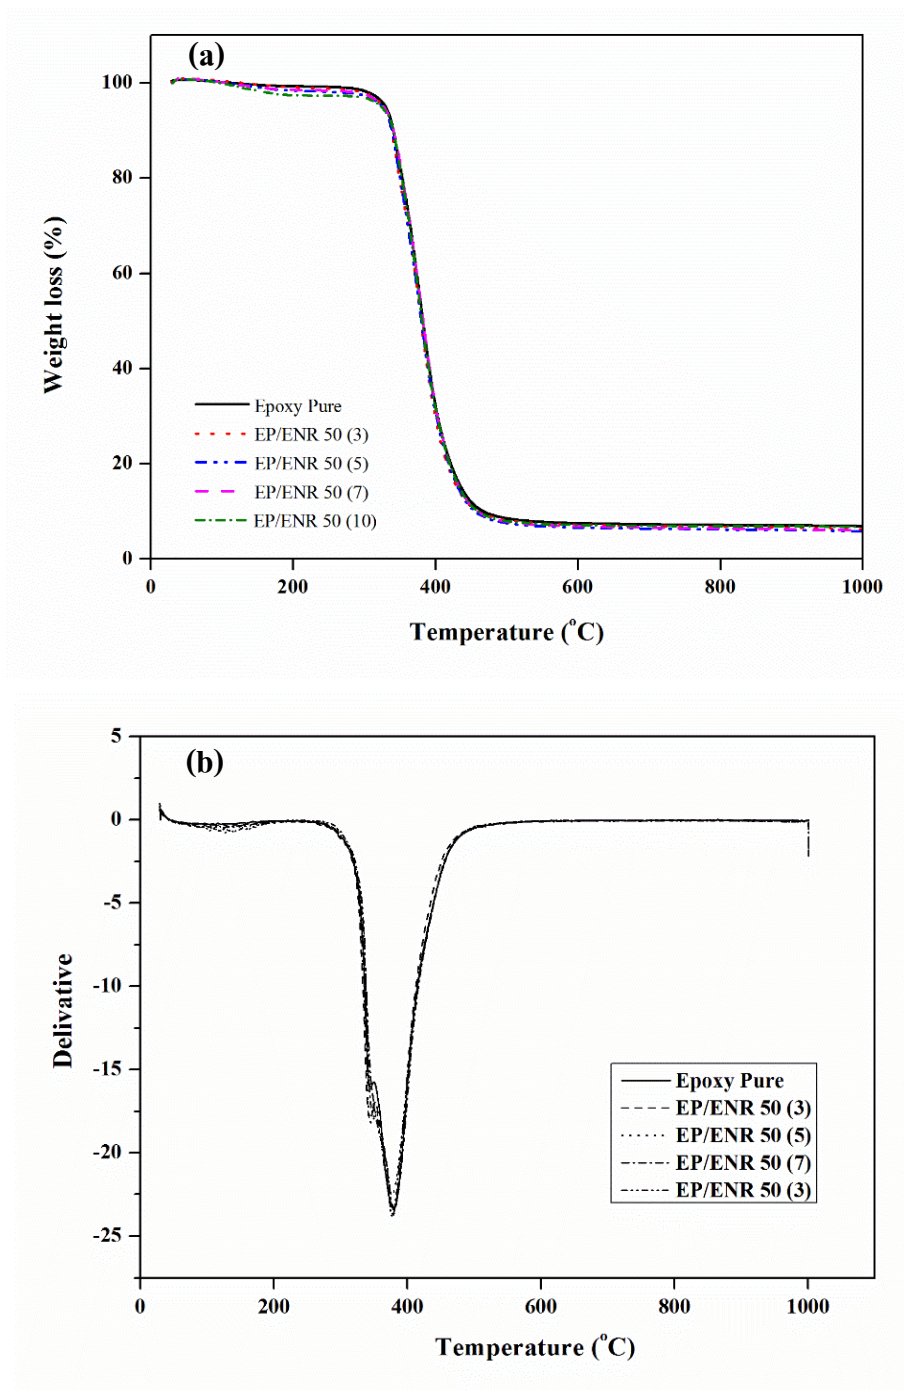 (a)
100
80
60
40
20
0
Weight loss (%)
Epoxy Pure
EP/ENR 50 (3)
EP/ENR 50 (5)
EP/ENR 50 (7)
EP/ENR 50 (10)
0 200 400 600 800 1000
Temperature (°C)
(b)
5
0
-5
-10
-15
-20
-25
Delivative
Epoxy Pure
EP/ENR 50 (3)
EP/ENR 50 (5)
EP/ENR 50 (7)
EP/ENR 50 (3)
0 200 400 600 800 1000
Temperature (°C)